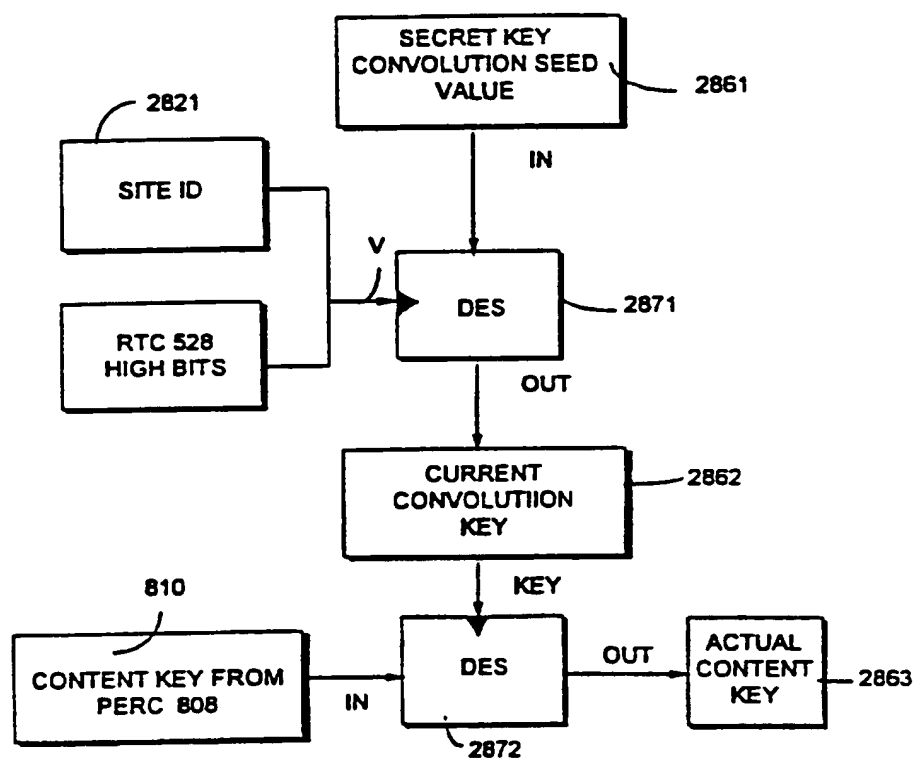 SECRET KEY
CONVOLUTION SEED
VALUE
2861
2821
IN
SITE ID
V
DES
2871
RTC 528
HIGH BITS
OUT
CURRENT
CONVOLUTIION
KEY
2862
KEY
810
CONTENT KEY FROM
PERC 808
IN
DES
OUT
ACTUAL
CONTENT
KEY
2863
2872